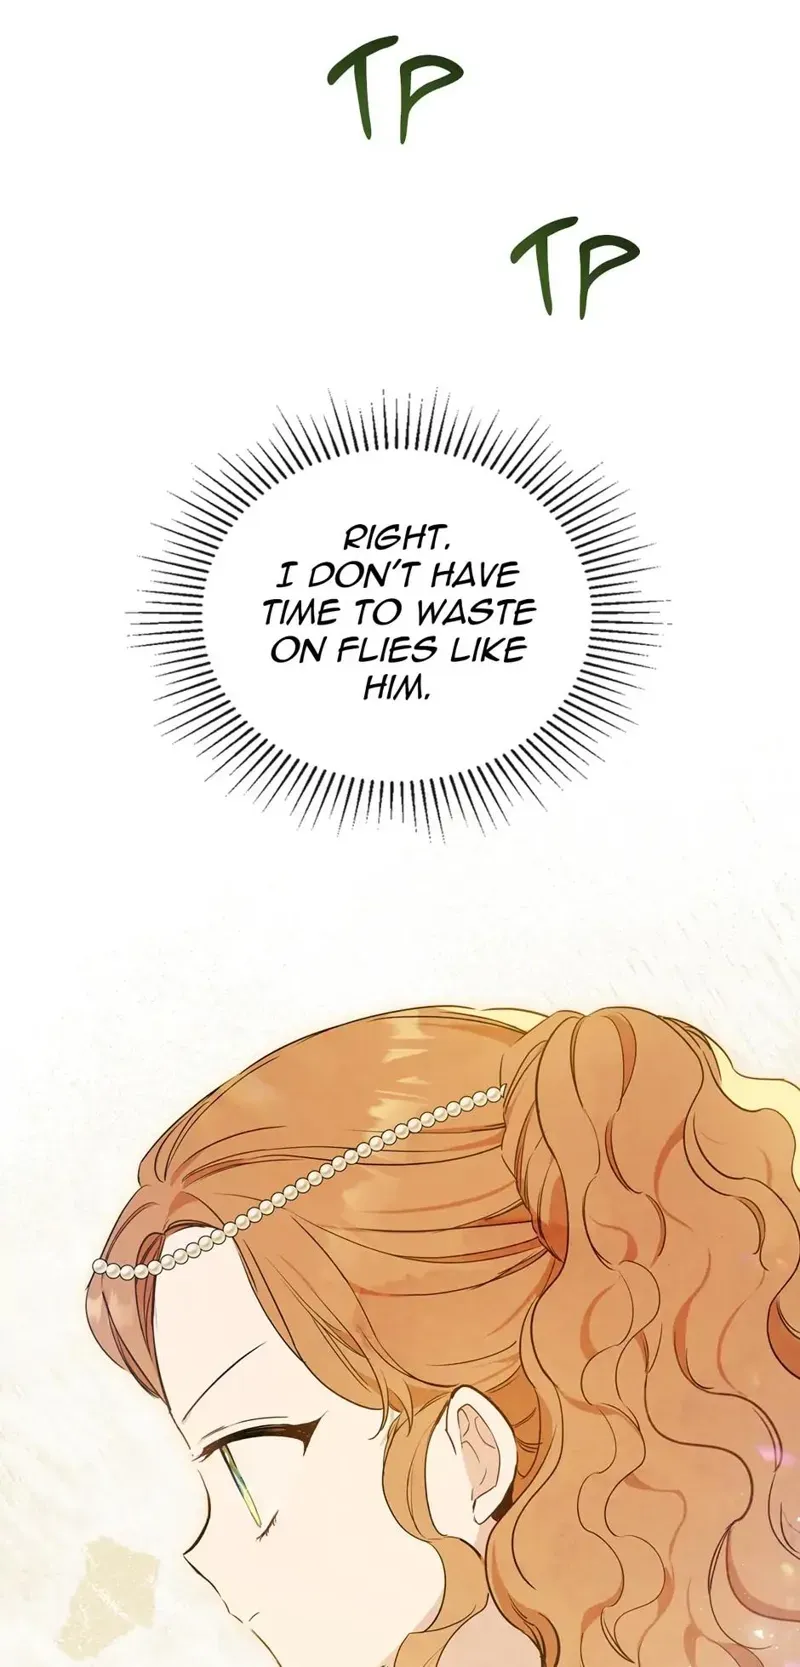 TP
TP
RIGHT.
I DON'T HAVE
TIME TO WASTE
ON FLIES LIKE
HIM.